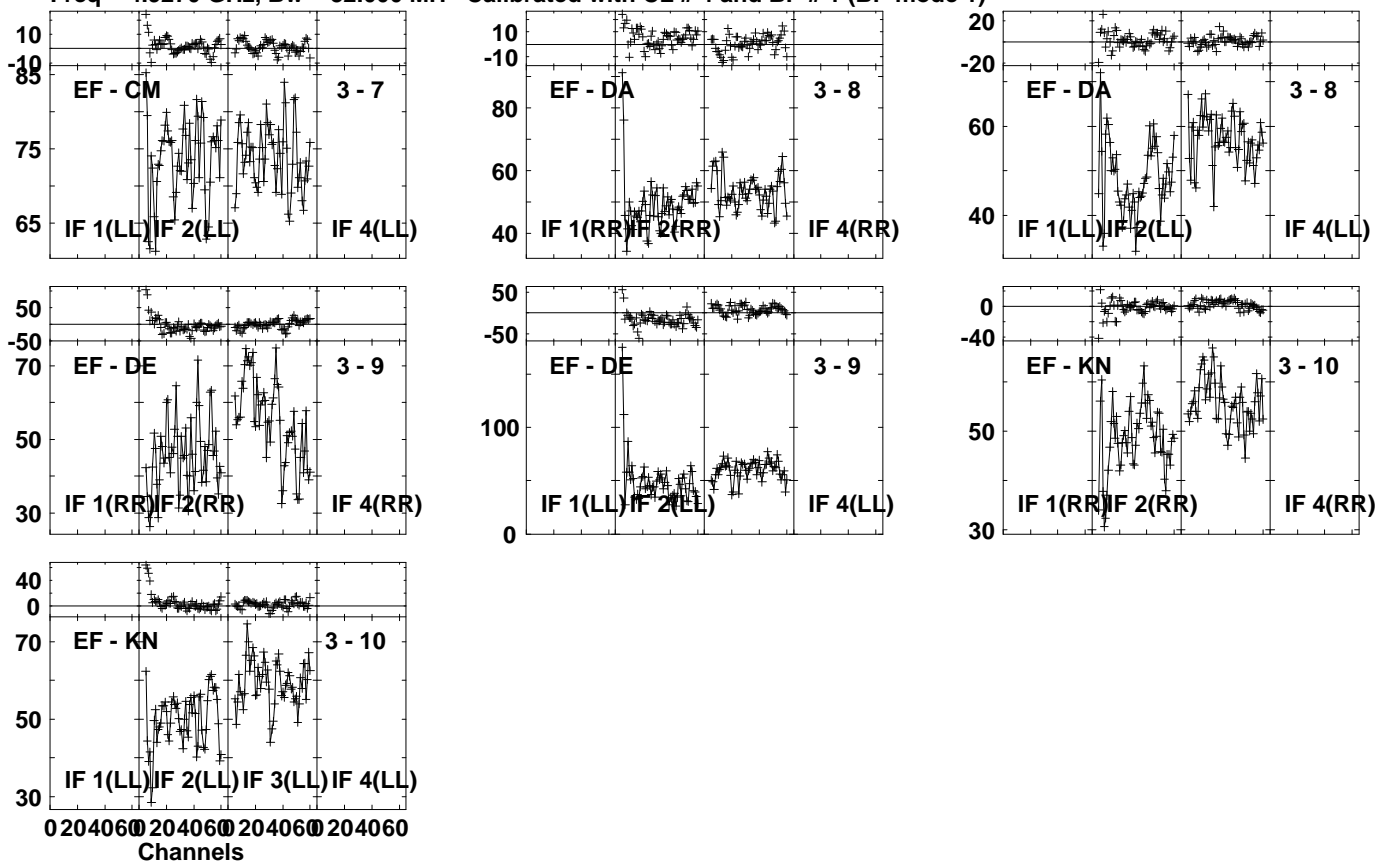 Calibrated with CL # 4 and BP # 1 (BP mode 1)
10
-10
85
75
65
EF - CM 3 - 7
IF 1(LL) IF 2(LL) IF 4(LL)
10
-10
80
60
40
EF - DA 3 - 8
IF 1(RR) IF 2(RR) IF 4(RR)
20
-20
60
40
EF - DA 3 - 8
IF 1(LL) IF 2(LL) IF 4(LL)
50
-50
70
50
30
EF - DE 3 - 9
IF 1(RR) IF 2(RR) IF 4(RR)
50
-50
100
0
EF - DE 3 - 9
IF 1(LL) IF 2(LL) IF 4(LL)
0
-40
50
30
EF - KN 3 - 10
IF 1(RR) IF 2(RR) IF 4(RR)
40
0
70
50
30
EF - KN 3 - 10
IF 1(LL) IF 2(LL) IF 3(LL) IF 4(LL)
0 20 40 60 0 20 40 60 0 20 40 60 0 20 40 60
Channels